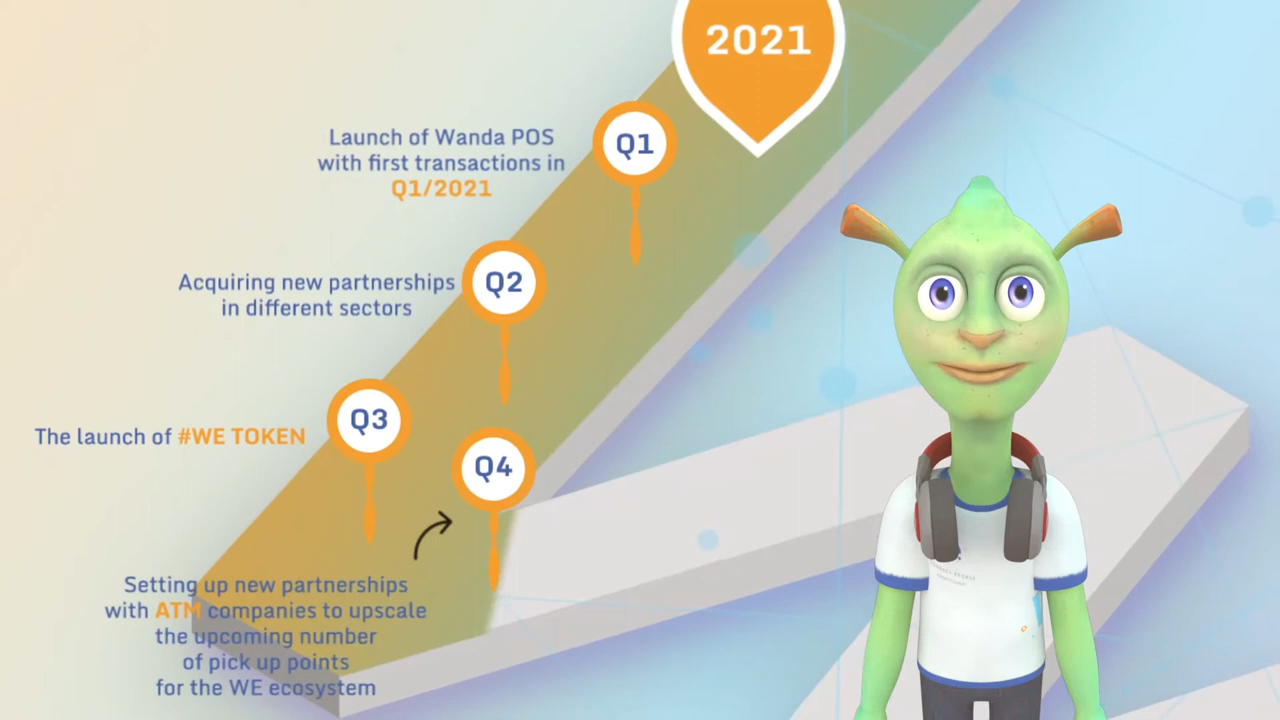 2021
Q1
Launch of Wanda POS
with first transactions in
Q1/2021
Q2
Acquiring new partnerships
in different sectors
Q3
The launch of #WE TOKEN
Q4
Setting up new partnerships
with ATM companies to upscale
the upcoming number
of pick up points
for the WE ecosystem